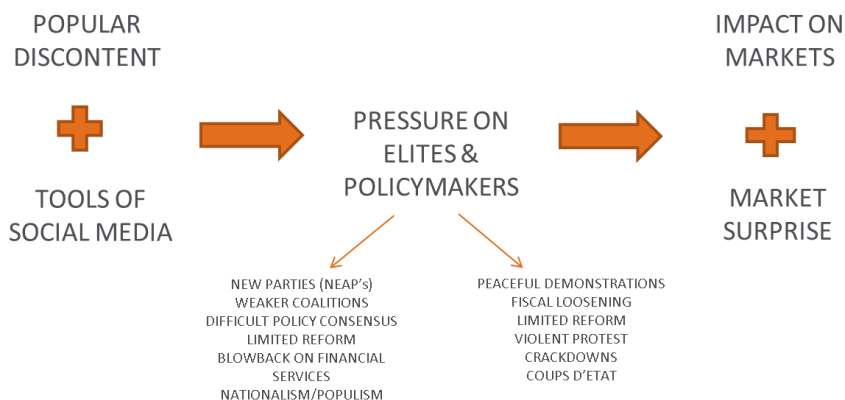 POPULAR
DISCONTENT
TOOLS OF
SOCIAL MEDIA
PRESSURE ON
ELITES &
POLICYMAKERS
IMPACT ON
MARKETS
MARKET
SURPRISE
NEW PARTIES (NEAP's)
WEAKER COALITIONS
DIFFICULT POLICY CONSENSUS
LIMITED REFORM
BLOWBACK ON FINANCIAL
SERVICES
NATIONALISM/POPULISM
PEACEFUL DEMONSTRATIONS
FISCAL LOOSENING
LIMITED REFORM
VIOLENT PROTEST
CRACKDOWNS
COUPS D'ETAT